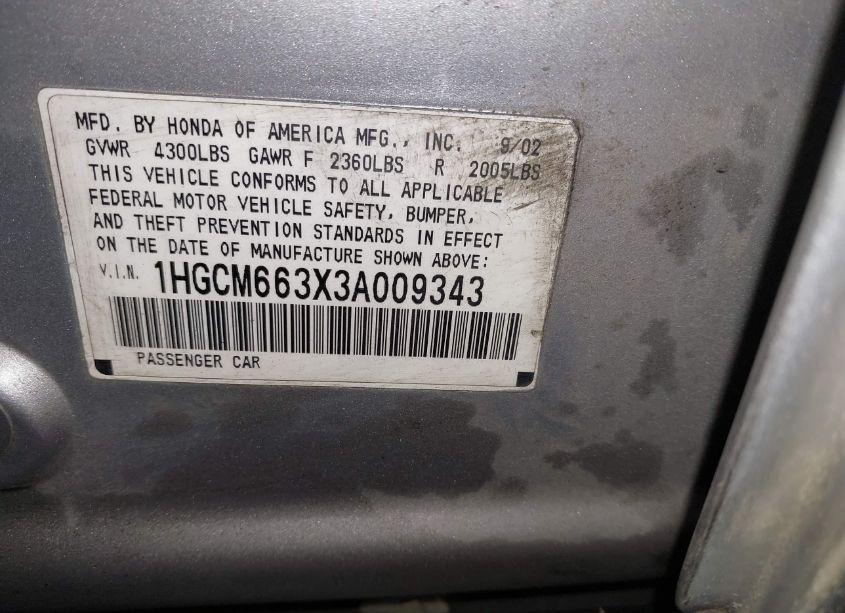 MFD. BY HONDA OF AMERICA MFG., INC. 9/02
GVWR 4300LBS GAWR F 2360LBS R 2005LBS
THIS VEHICLE CONFORMS TO ALL APPLICABLE
FEDERAL MOTOR VEHICLE SAFETY, BUMPER,
AND THEFT PREVENTION STANDARDS IN EFFECT
ON THE DATE OF MANUFACTURE SHOWN ABOVE:
V.I.N. 1HGCM663X3A009343
PASSENGER CAR